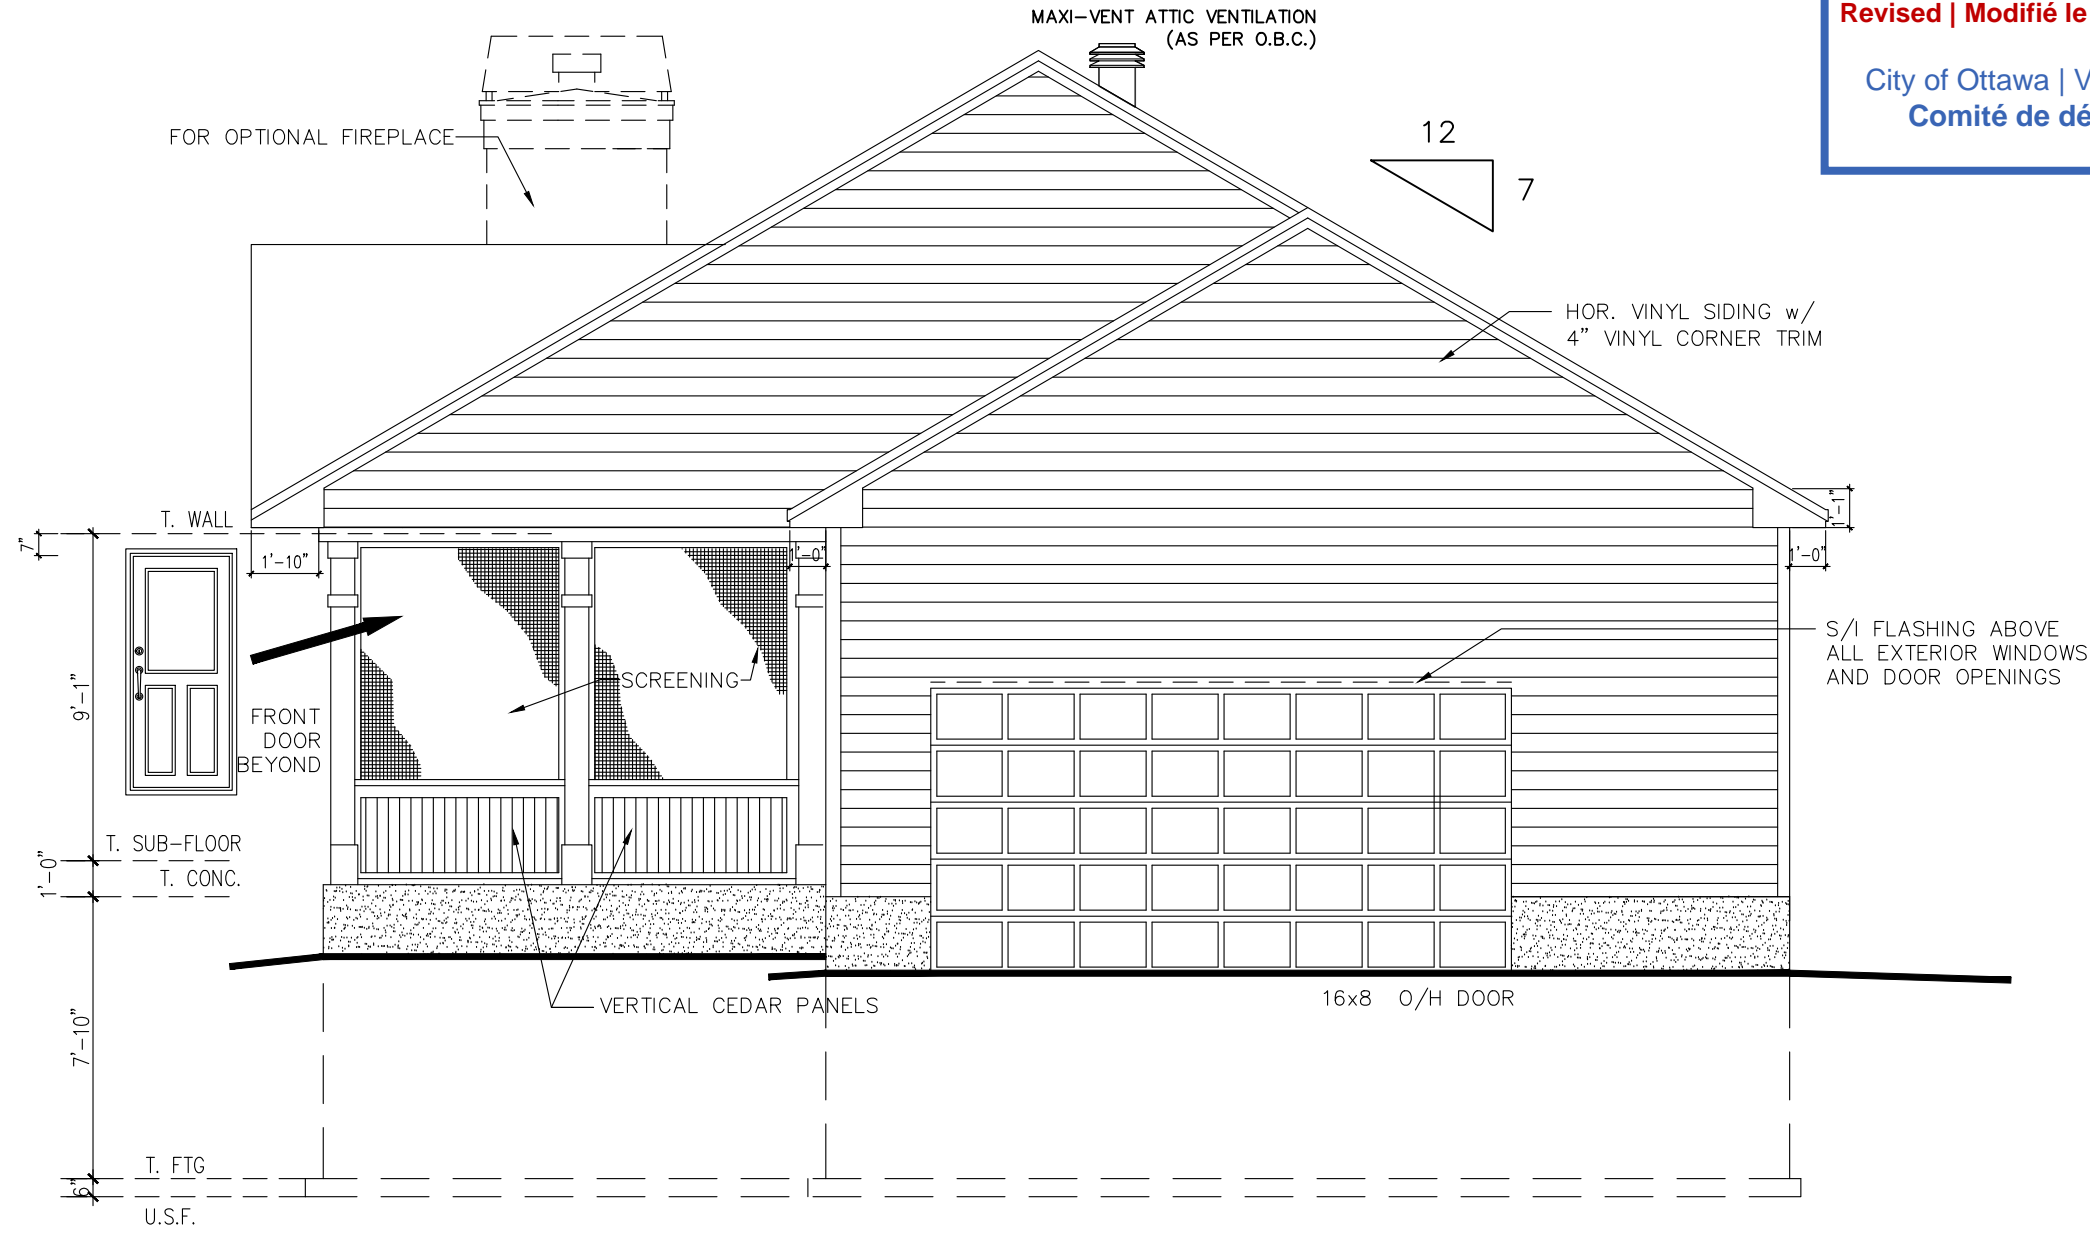 MAXI-VENT ATTIC VENTILATION
(AS PER O.B.C.)
Revised | Modifié le
City of Ottawa | V
Comité de dé
FOR OPTIONAL FIREPLACE
12
7
HOR. VINYL SIDING w/
4" VINYL CORNER TRIM
T. WALL
7"
1'-10"
1'-0"
1'-1"
1'-0"
S/I FLASHING ABOVE
ALL EXTERIOR WINDOWS
AND DOOR OPENINGS
SCREENING
9'-1"
FRONT
DOOR
BEYOND
T. SUB-FLOOR
1'-0"
T. CONC.
VERTICAL CEDAR PANELS
16x8 O/H DOOR
7'-10"
T. FTG
6"
U.S.F.